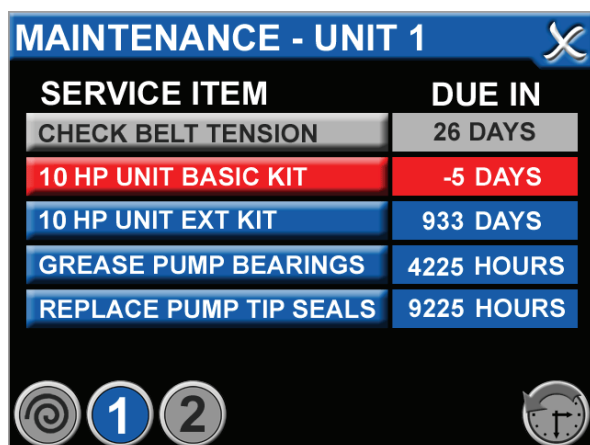 MAINTENANCE - UNIT 1
SERVICE ITEM DUE IN
CHECK BELT TENSION 26 DAYS
10 HP UNIT BASIC KIT -5 DAYS
10 HP UNIT EXT KIT 933 DAYS
GREASE PUMP BEARINGS 4225 HOURS
REPLACE PUMP TIP SEALS 9225 HOURS
1 2